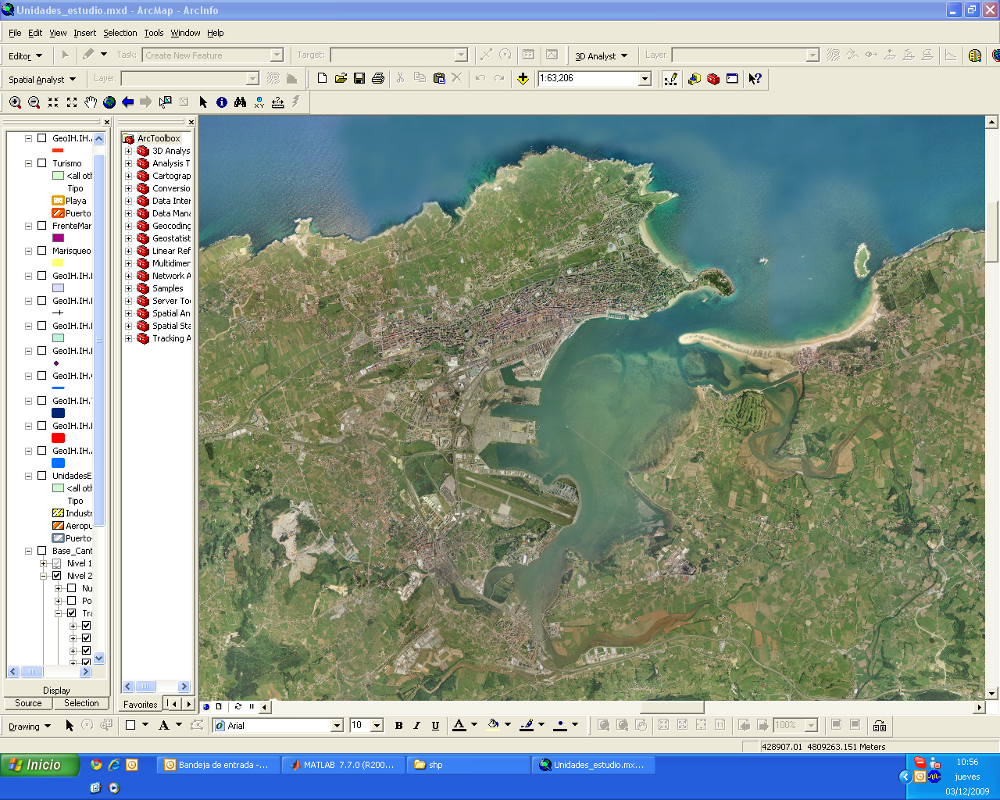 Unidades_estudio.mxd - ArcMap - ArcInfo
File Edit View Insert Selection Tools Window Help
Editor Task: Create New Feature Target: 3D Analyst Layer:
Spatial Analyst Layer: 1:63,206
GeoIH.IH.
Turismo
<all oth
Tipo
Playa
Puerto
FrenteMar
Marisqueo
GeoIH.IH.
GeoIH.IH.
GeoIH.IH.
GeoIH.IH.
GeoIH.IH.
GeoIH.IH.
GeoIH.IH.
GeoIH.IH.
UnidadesE
<all oth
Tipo
Industr
Aeropu
Puerto-
Base_Cant
Nivel 1
Nivel 2
Nu
Po
Tra
Display
Source Selection
ArcToolbox
3D Analys
Analysis T
Cartograp
Conversio
Data Inter
Data Mana
Geocoding
Geostatist
Linear Ref
Multidimen
Network A
Samples
Server Too
Spatial An
Spatial Sta
Tracking A
Favorites
Drawing A Arial 10 B I U A 100%
428907.01 4809263.151 Meters
Inicio
Bandeja de entrada -...
MATLAB 7.7.0 (R200...
shp
Unidades_estudio.mx...
10:56
jueves
03/12/2009